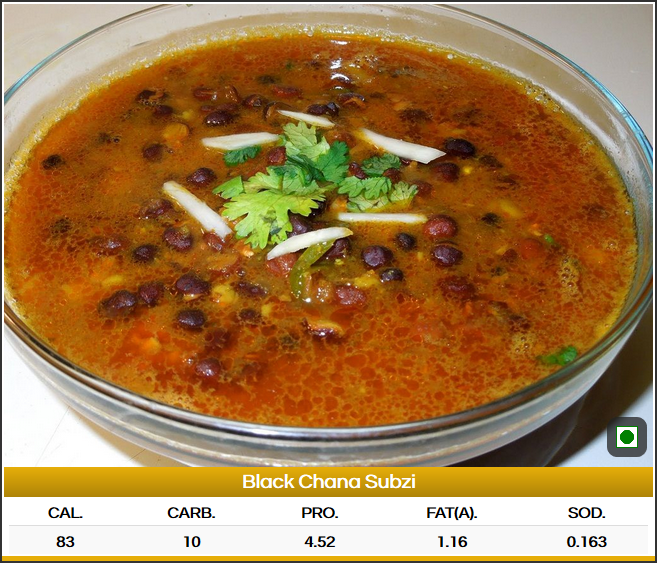 Black Chana Subzi
CAL. CARB. PRO. FAT(A). SOD.
83 10 4.52 1.16 0.163